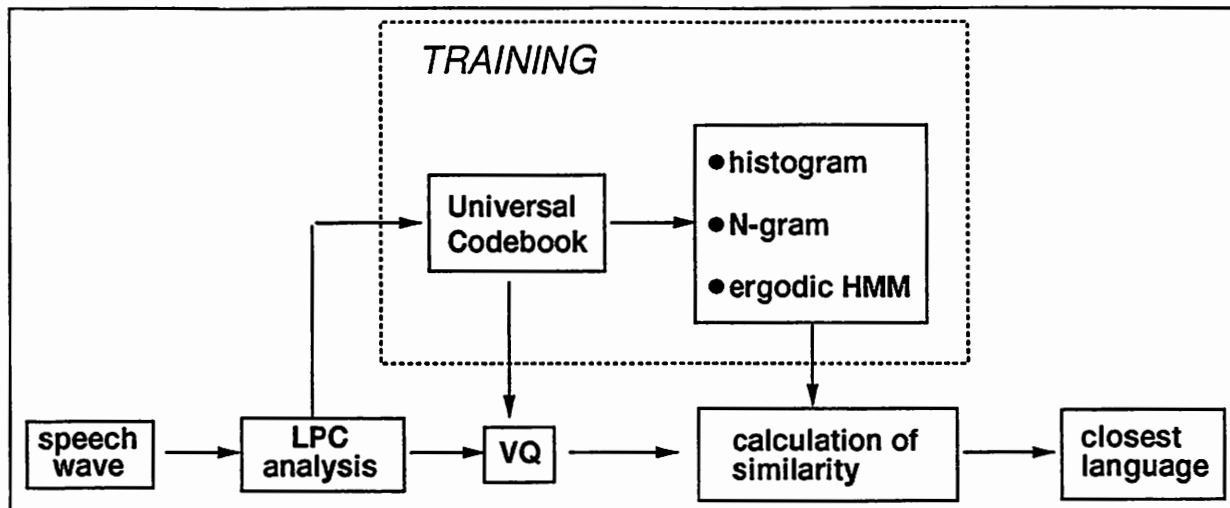 TRAINING
●histogram
●N-gram
●ergodic HMM
Universal
Codebook
speech
wave
LPC
analysis
VQ
calculation of
similarity
closest
language